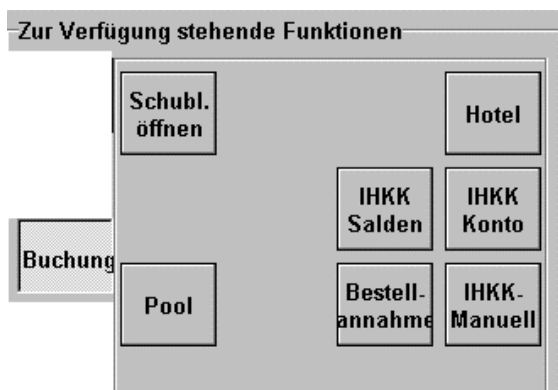 Zur Verfügung stehende Funktionen
Schubl.
öffnen
Hotel
IHKK
Salden
IHKK
Konto
Buchung
Pool
Bestell-
annahme
IHKK-
Manuell